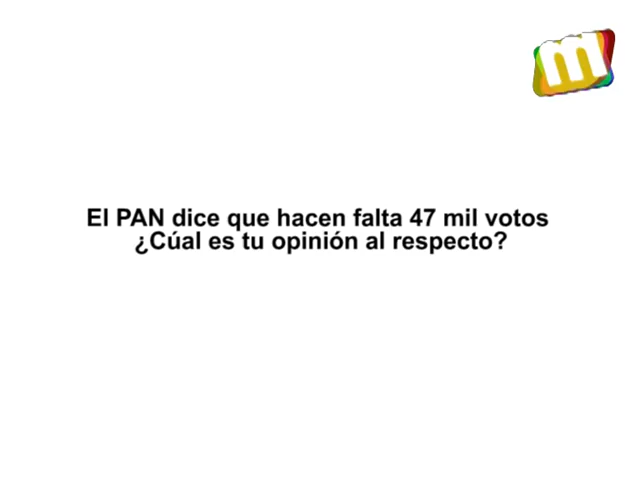 m
El PAN dice que hacen falta 47 mil votos
¿Cúal es tu opinión al respecto?